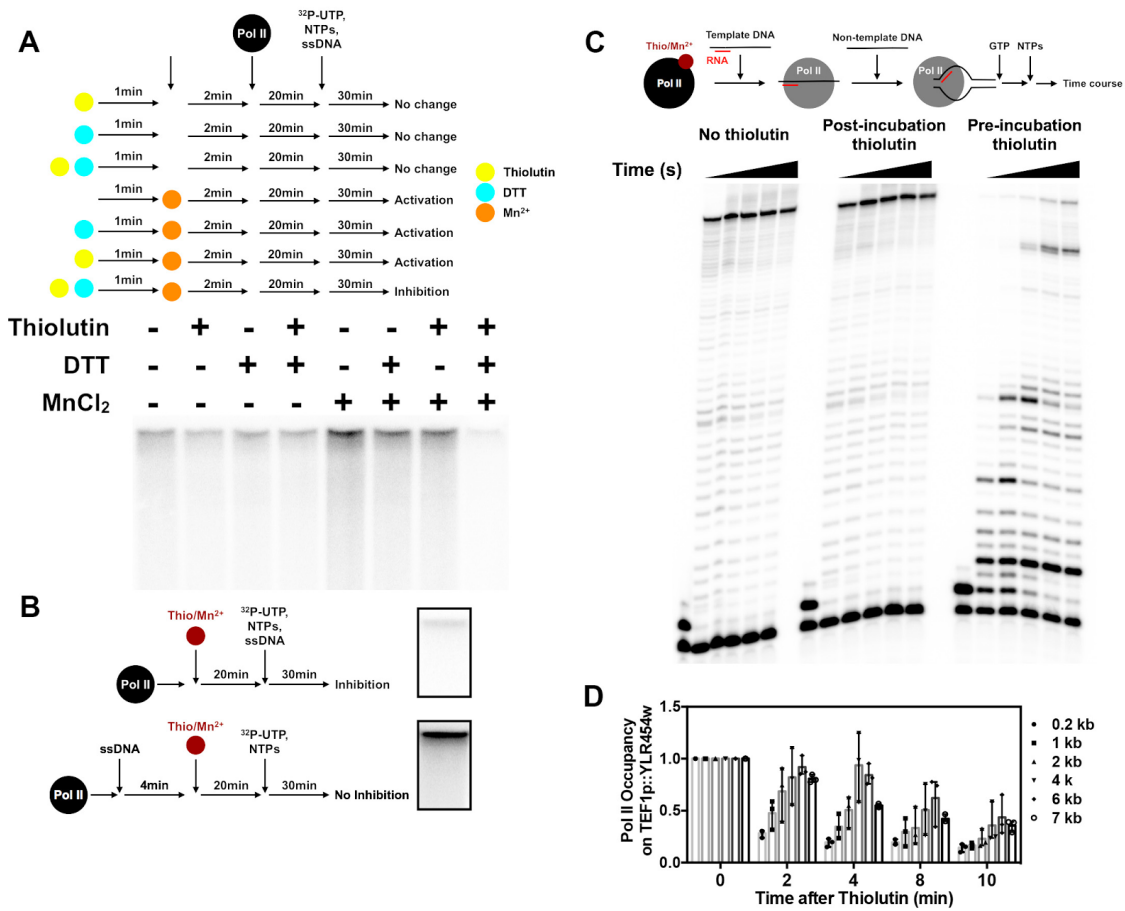 A
Pol II
32P-UTP,
NTPs,
ssDNA
1min 2min 20min 30min No change
1min 2min 20min 30min No change
1min 2min 20min 30min No change
1min 2min 20min 30min Activation
1min 2min 20min 30min Activation
1min 2min 20min 30min Activation
1min 2min 20min 30min Inhibition
Thiolutin
DTT
Mn2+
Thiolutin - + - + - - + +
DTT - - + + - + - +
MnCl2 - - - - + + + +
B
Thio/Mn2+
32P-UTP,
NTPs,
ssDNA
Pol II 20min 30min Inhibition
ssDNA
Thio/Mn2+
32P-UTP,
NTPs
Pol II 4min 20min 30min No Inhibition
C
Thio/Mn2+
Pol II
Template DNA
RNA
Pol II
Non-template DNA
Pol II
GTP NTPs
Time course
No thiolutin
Post-incubation
thiolutin
Pre-incubation
thiolutin
Time (s)
D
Pol II Occupancy
on TEF1p::YLR454w
1.5
1.0
0.5
0.0
0 2 4 8 10
Time after Thiolutin (min)
0.2 kb
1 kb
2 kb
4 k
6 kb
7 kb